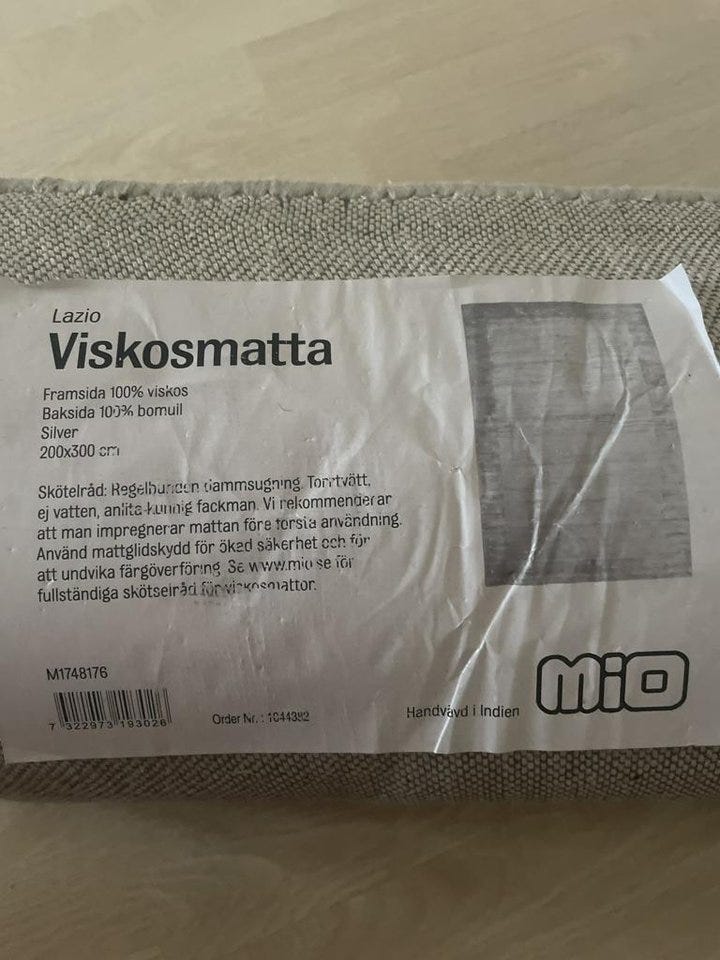 Lazio
Viskosmatta
Framsida 100% viskos
Baksida 100% bomull
Silver
200x300 cm
Skötelråd: Regelbunden dammsugning. Torrtvätt,
ej vatten, anlita kunnig fackman. Vi rekommenderar
att man impregnerar mattan före första användning.
Använd mattglidskydd för ökad säkerhet och för
att undvika färgöverföring. Se www.mio.se för
fullständiga skötselråd för viskosmattor.
M1748176
7 322973 193026
Order Nr. : 1044382
Handvävd i Indien
MiO